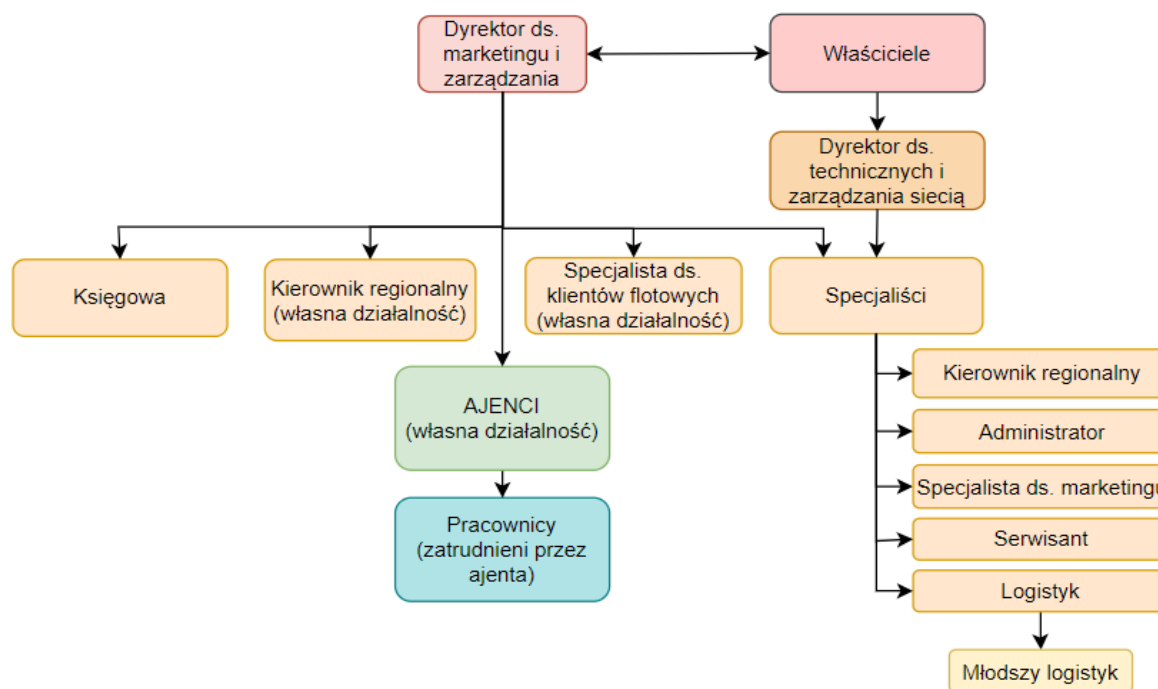 Dyrektor ds.
marketingu i
zarządzania
Właściciele
Dyrektor ds.
technicznych i
zarządzania siecią
Księgowa
Kierownik regionalny
(własna działalność)
Specjalista ds.
klientów flotowych
(własna działalność)
Specjaliści
AJENCI
(własna działalność)
Pracownicy
(zatrudnieni przez
ajenta)
Kierownik regionalny
Administrator
Specjalista ds. marketingu
Serwisant
Logistyk
Młodszy logistyk